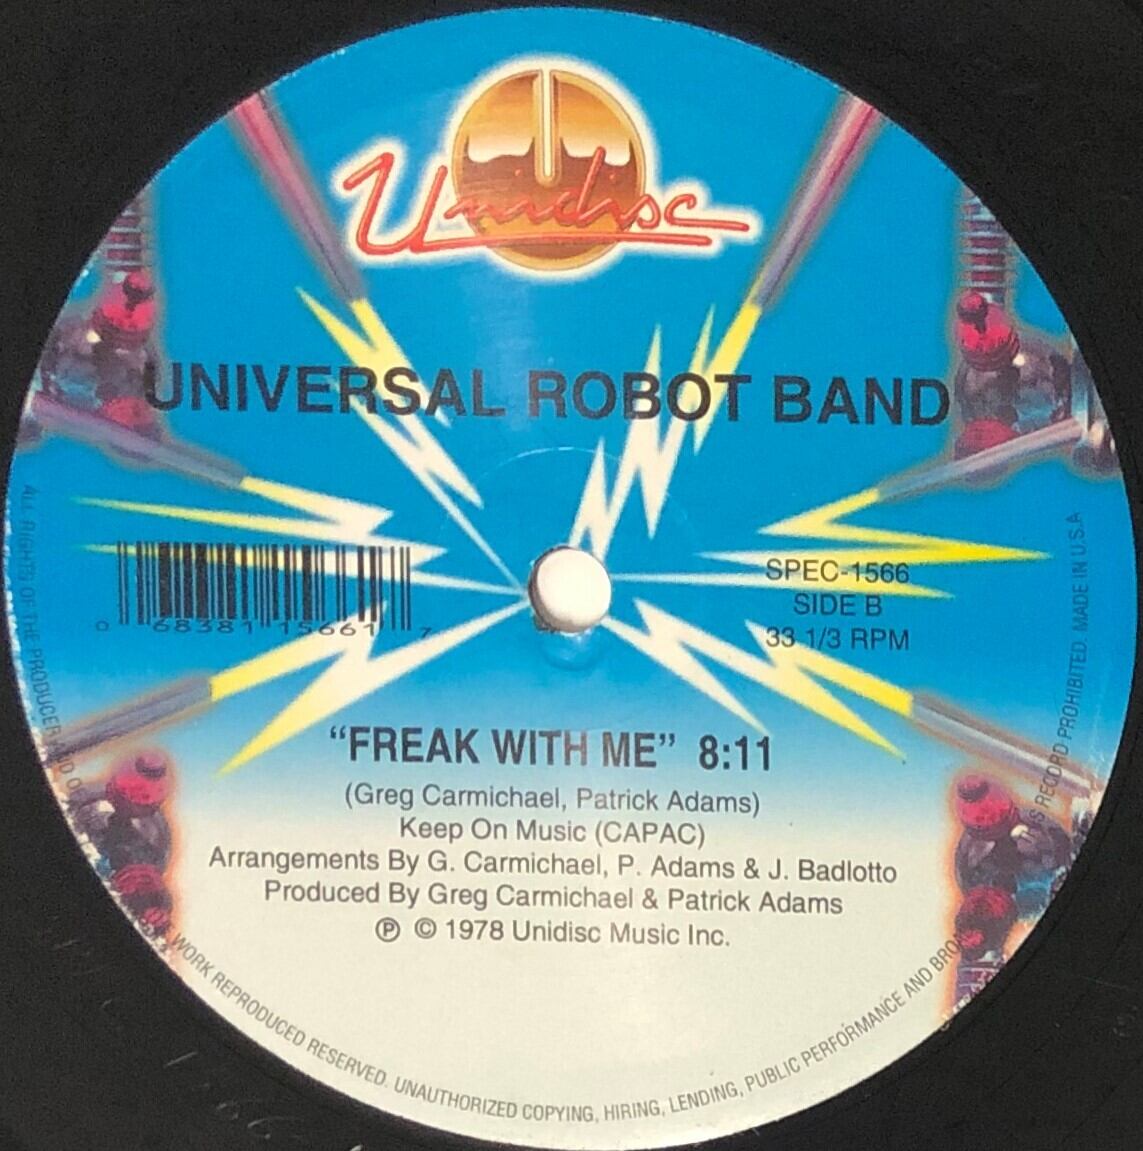 Unidisc
UNIVERSAL ROBOT BAND
SPEC-1566
SIDE B
33 1/3 RPM
0 68381 15661 7
"FREAK WITH ME" 8:11
(Greg Carmichael, Patrick Adams)
Keep On Music (CAPAC)
Arrangements By G. Carmichael, P. Adams & J. Badlotto
Produced By Greg Carmichael & Patrick Adams
℗ © 1978 Unidisc Music Inc.
ALL RIGHTS OF THE PRODUCER AND WORK REPRODUCED RESERVED. UNAUTHORIZED COPYING, HIRING, LENDING, PUBLIC PERFORMANCE AND RECORD PROHIBITED. MADE IN U.S.A